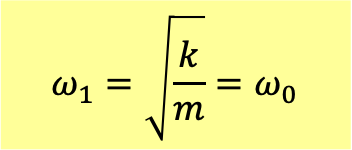 ω₁ = √(k/m) = ω₀